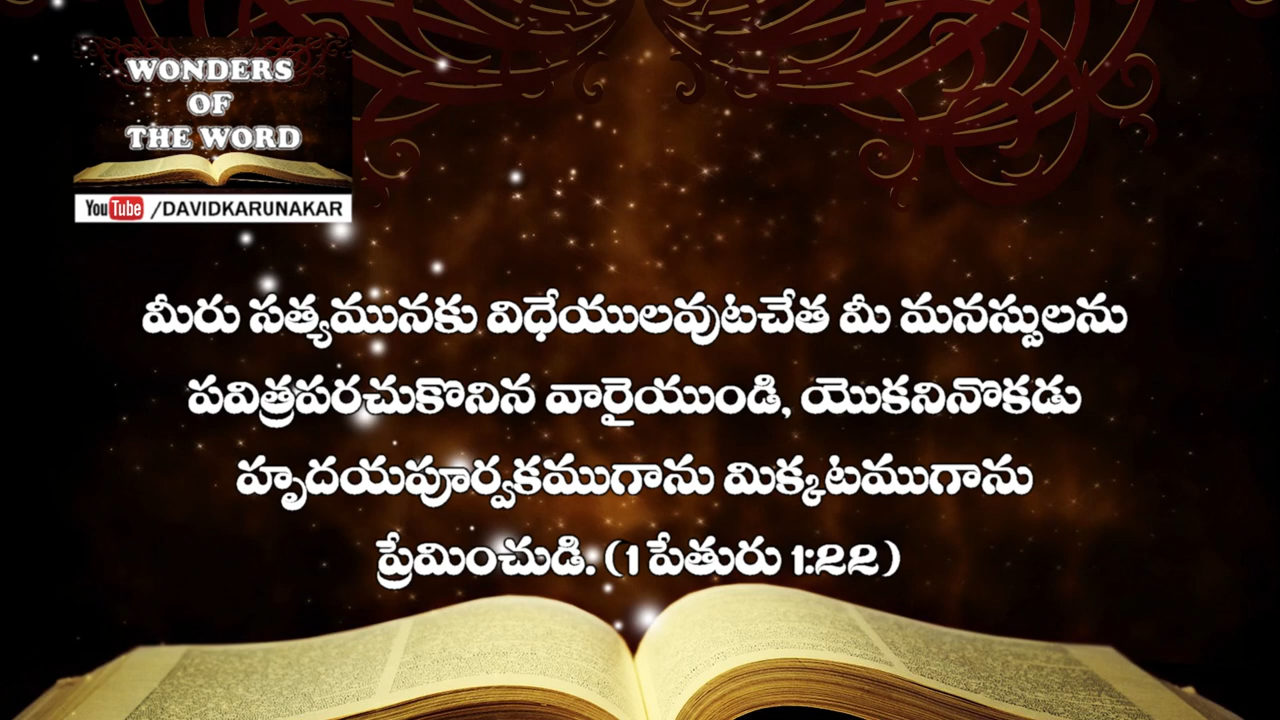 WONDERS
OF
THE WORD
YouTube /DAVIDKARUNAKAR
మీరు సత్యమునకు విధేయులవుటచేత మీ మనస్సులను
పవిత్రపరచుకొనిన వారైయుండి, యొకనినొకడు
హృదయపూర్వకముగాను మిక్కటముగాను
ప్రేమించుడి. (1 పేతురు 1:22)